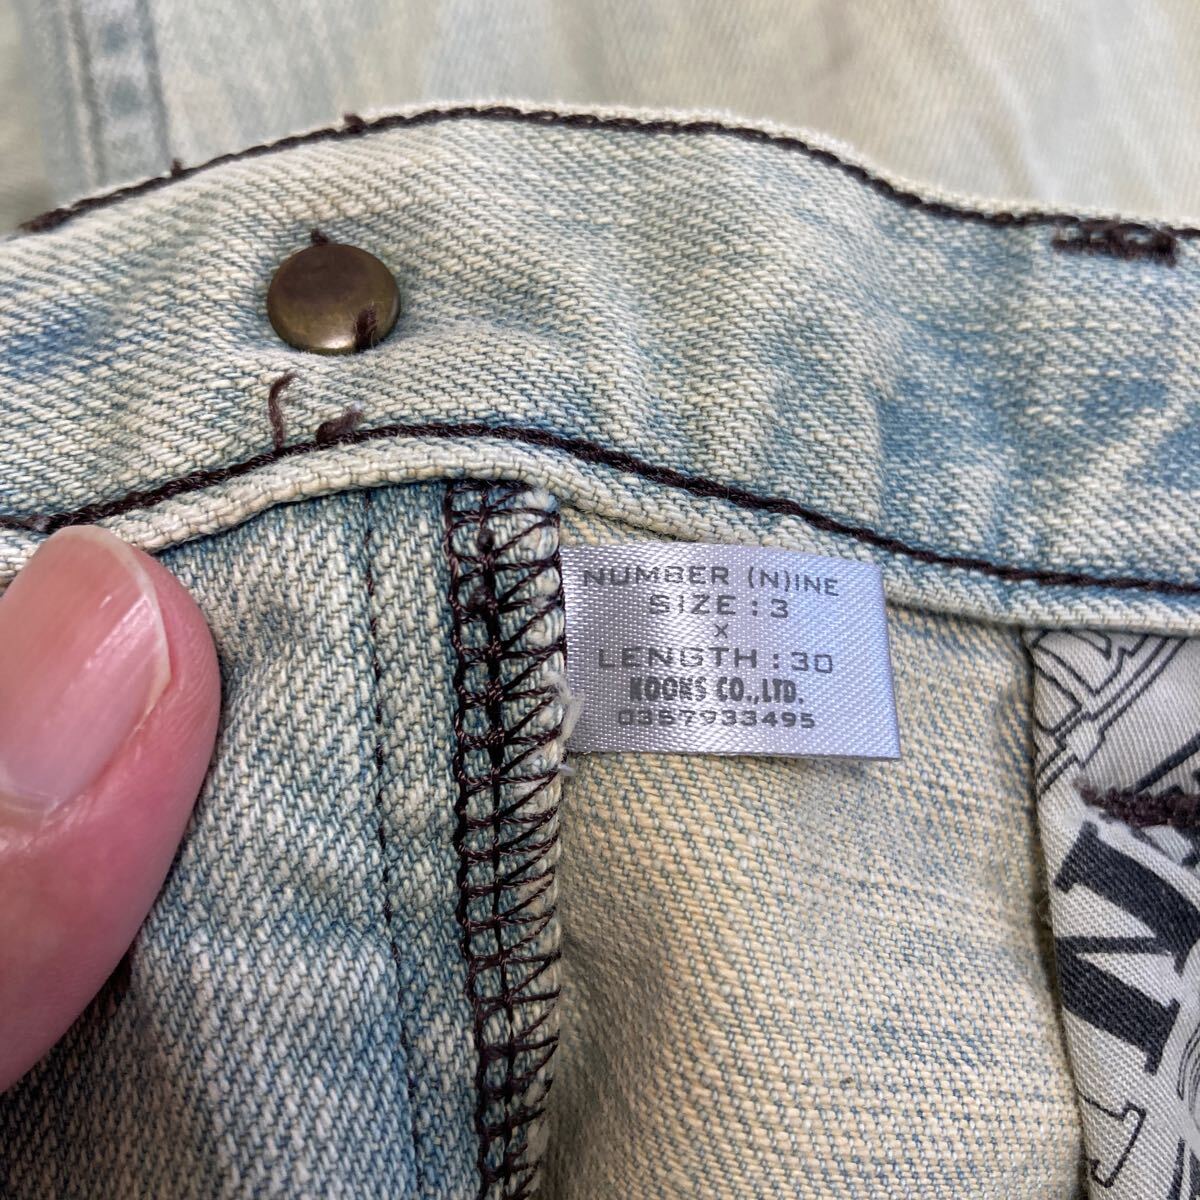 NUMBER (N)INE
SIZE : 3
x
LENGTH : 30
KOOKS CO.,LTD.
0357933495
N